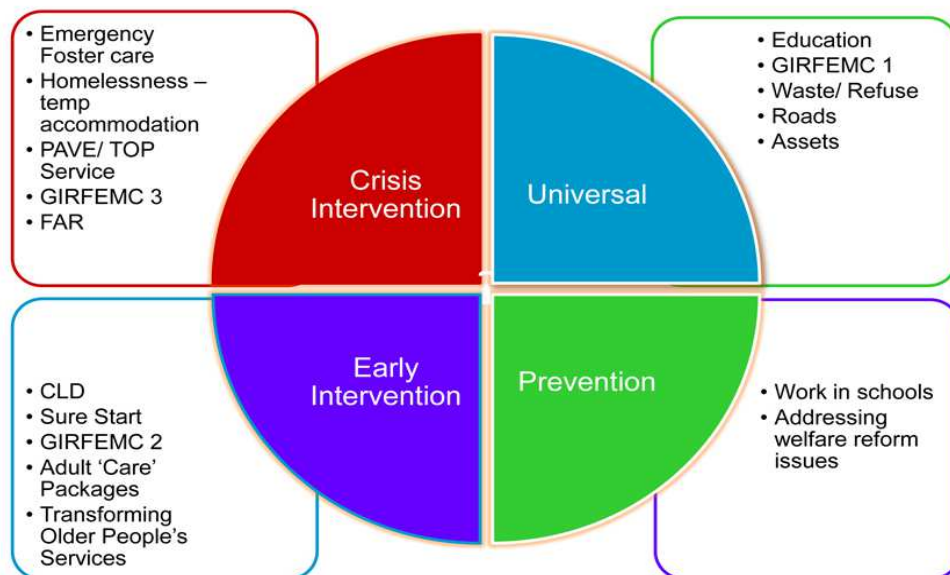 • Emergency
Foster care
• Homelessness –
temp
accommodation
• PAVE/ TOP
Service
• GIRFEMC 3
• FAR
Crisis
Intervention
Universal
• Education
• GIRFEMC 1
• Waste/ Refuse
• Roads
• Assets
• CLD
• Sure Start
• GIRFEMC 2
• Adult ‘Care’
Packages
• Transforming
Older People’s
Services
Early
Intervention
Prevention
• Work in schools
• Addressing
welfare reform
issues